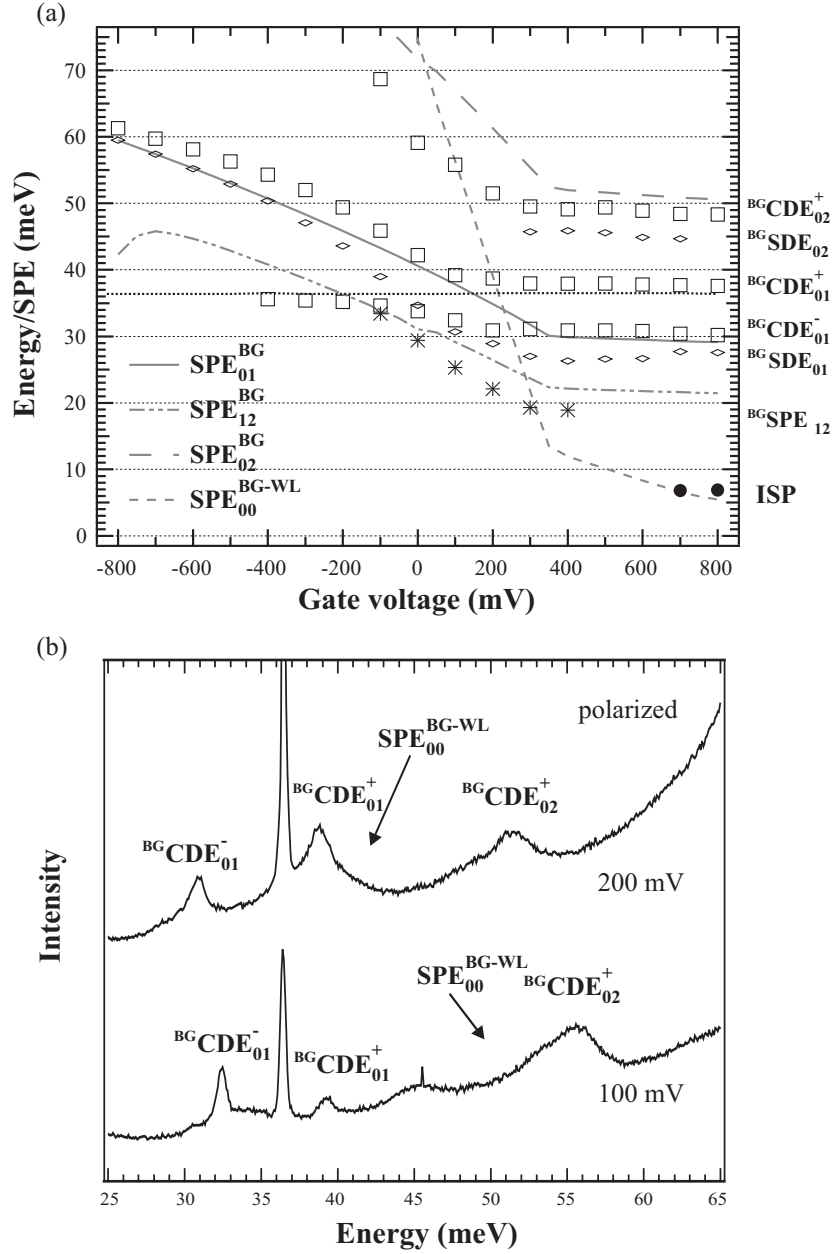 (a)
Energy/SPE (meV)
70
60
50
40
30
20
10
0
SPE₀₁ᴮᴳ
SPE₁₂ᴮᴳ
SPE₀₂ᴮᴳ
SPE₀₀ᴮᴳ⁻ᵂᴸ
ᴮᴳCDE₀₂⁺
ᴮᴳSDE₀₂
ᴮᴳCDE₀₁⁺
ᴮᴳCDE₀₁⁻
ᴮᴳSDE₀₁
ᴮᴳSPE ₁₂
ISP
-800 -600 -400 -200 0 200 400 600 800
Gate voltage (mV)
(b)
Intensity
polarized
SPE₀₀ᴮᴳ⁻ᵂᴸ
ᴮᴳCDE₀₁⁺
ᴮᴳCDE₀₂⁺
ᴮᴳCDE₀₁⁻
200 mV
SPE₀₀ᴮᴳ⁻ᵂᴸ
ᴮᴳCDE₀₂⁺
ᴮᴳCDE₀₁⁻
ᴮᴳCDE₀₁⁺
100 mV
25 30 36 40 45 50 55 60 65
Energy (meV)